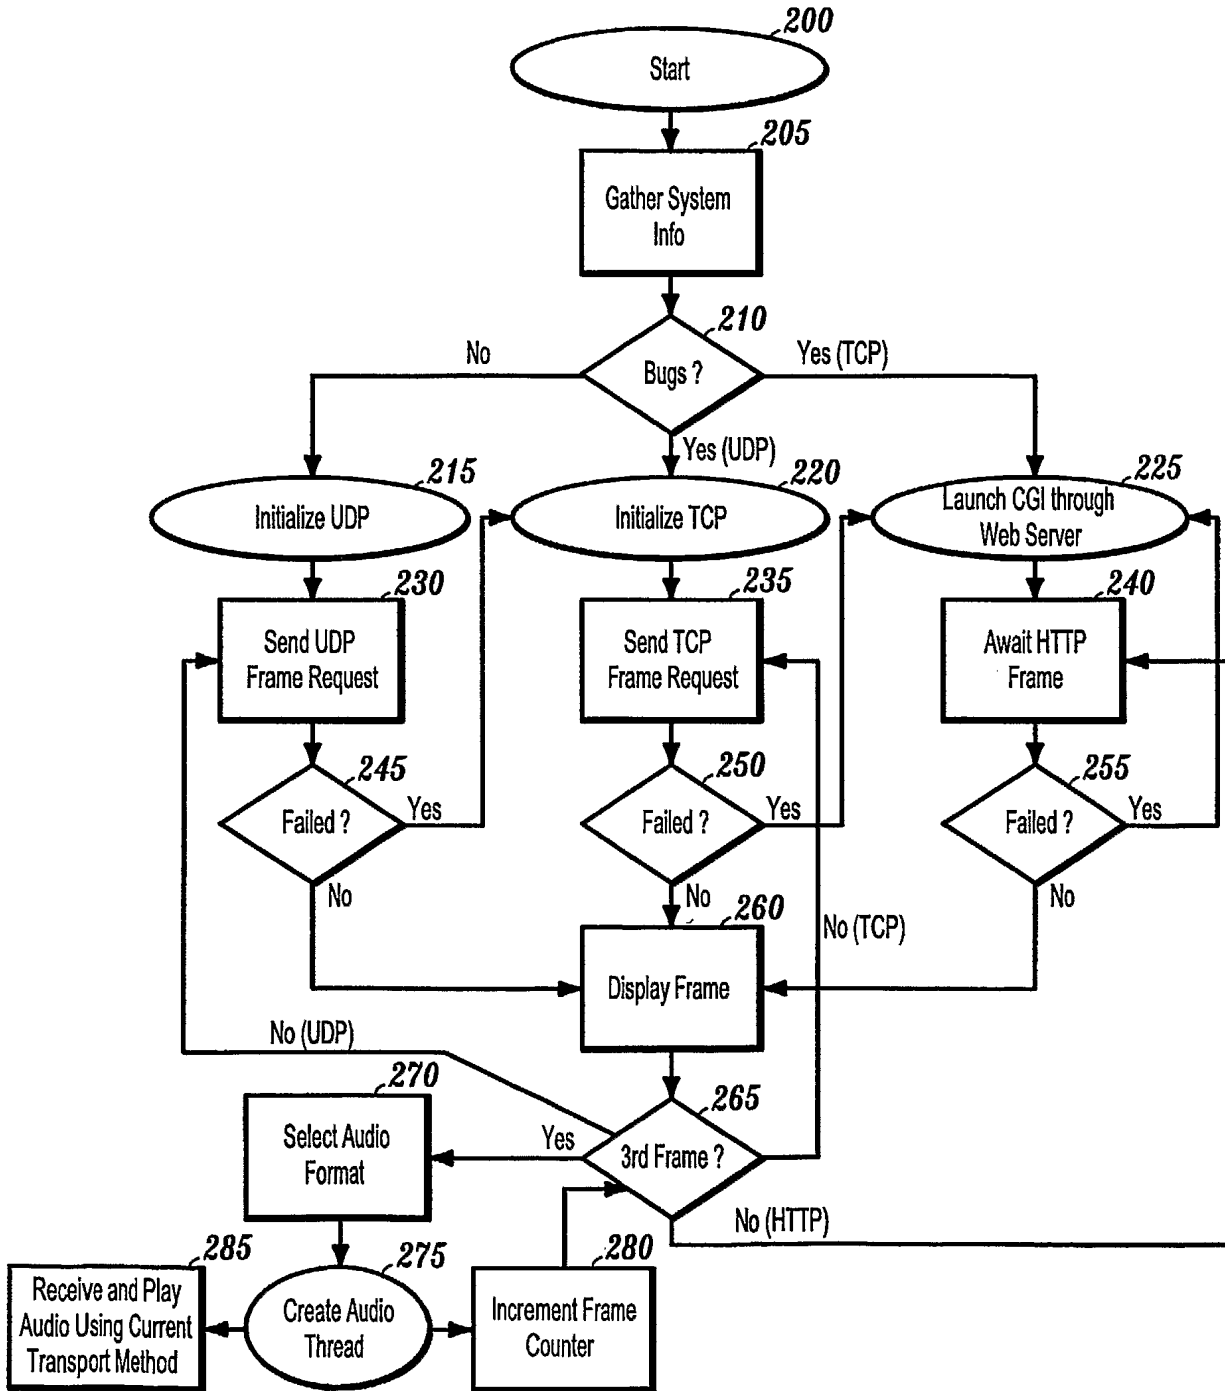 200
Start
205
Gather System
Info
210
No
Bugs ?
Yes (TCP)
Yes (UDP)
215
220
225
Initialize UDP
Initialize TCP
Launch CGI through
Web Server
230
235
240
Send UDP
Frame Request
Send TCP
Frame Request
Await HTTP
Frame
245
250
255
Failed ?
Yes
Failed ?
Yes
Failed ?
Yes
No
No
No
260
No (TCP)
Display Frame
No (UDP)
270
265
Select Audio
Format
Yes
3rd Frame ?
No (HTTP)
285
275
280
Receive and Play
Audio Using Current
Transport Method
Create Audio
Thread
Increment Frame
Counter